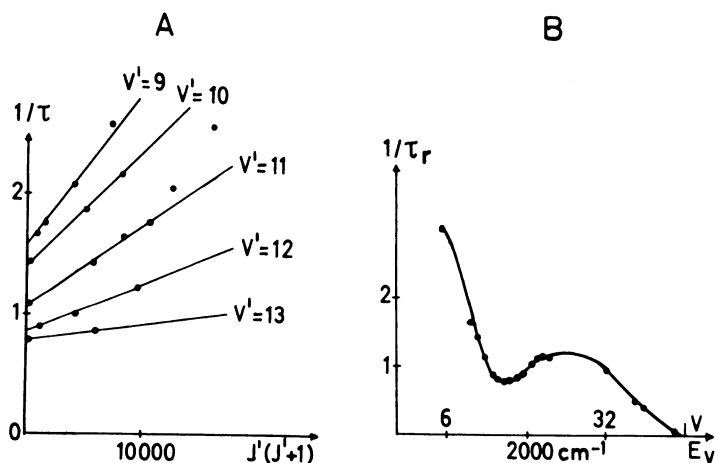 A
1/τ
V'=9
V'=10
V'=11
V'=12
V'=13
2
1
0
10000
J'(J'+1)
B
1/τr
2
1
0
6
32
V
2000 cm-1
EV